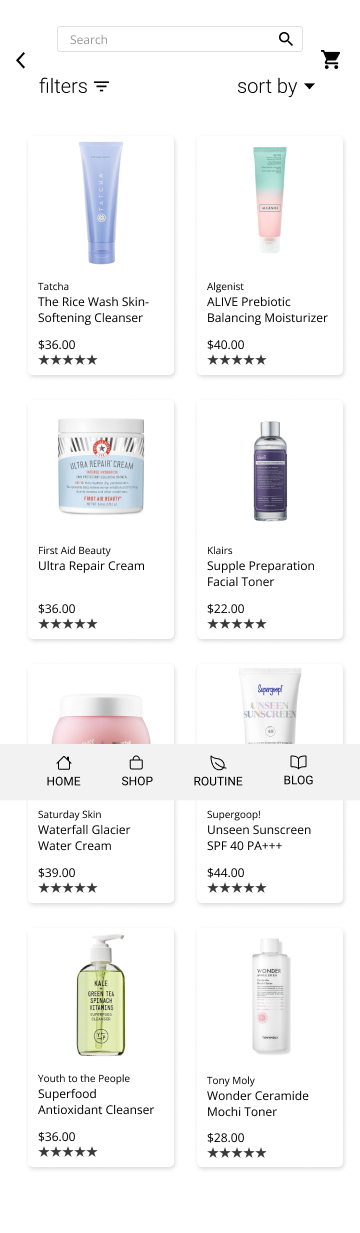 Search
filters
sort by
TATCHA
ALGENIST
Tatcha
The Rice Wash Skin-
Softening Cleanser
$36.00
★★★★★
Algenist
ALIVE Prebiotic
Balancing Moisturizer
$40.00
★★★★★
ULTRA REPAIR CREAM
FIRST AID BEAUTY
Klairs
First Aid Beauty
Ultra Repair Cream
$36.00
★★★★★
Klairs
Supple Preparation
Facial Toner
$22.00
★★★★★
Supergoop!
UNSEEN
SUNSCREEN
40
HOME
SHOP
ROUTINE
BLOG
Saturday Skin
Waterfall Glacier
Water Cream
$39.00
★★★★★
Supergoop!
Unseen Sunscreen
SPF 40 PA+++
$44.00
★★★★★
KALE
GREEN TEA
SPINACH
VITAMINS
SUPERFOOD
CLEANSER
WONDER
TONYMOLY
Youth to the People
Superfood
Antioxidant Cleanser
$36.00
★★★★★
Tony Moly
Wonder Ceramide
Mochi Toner
$28.00
★★★★★